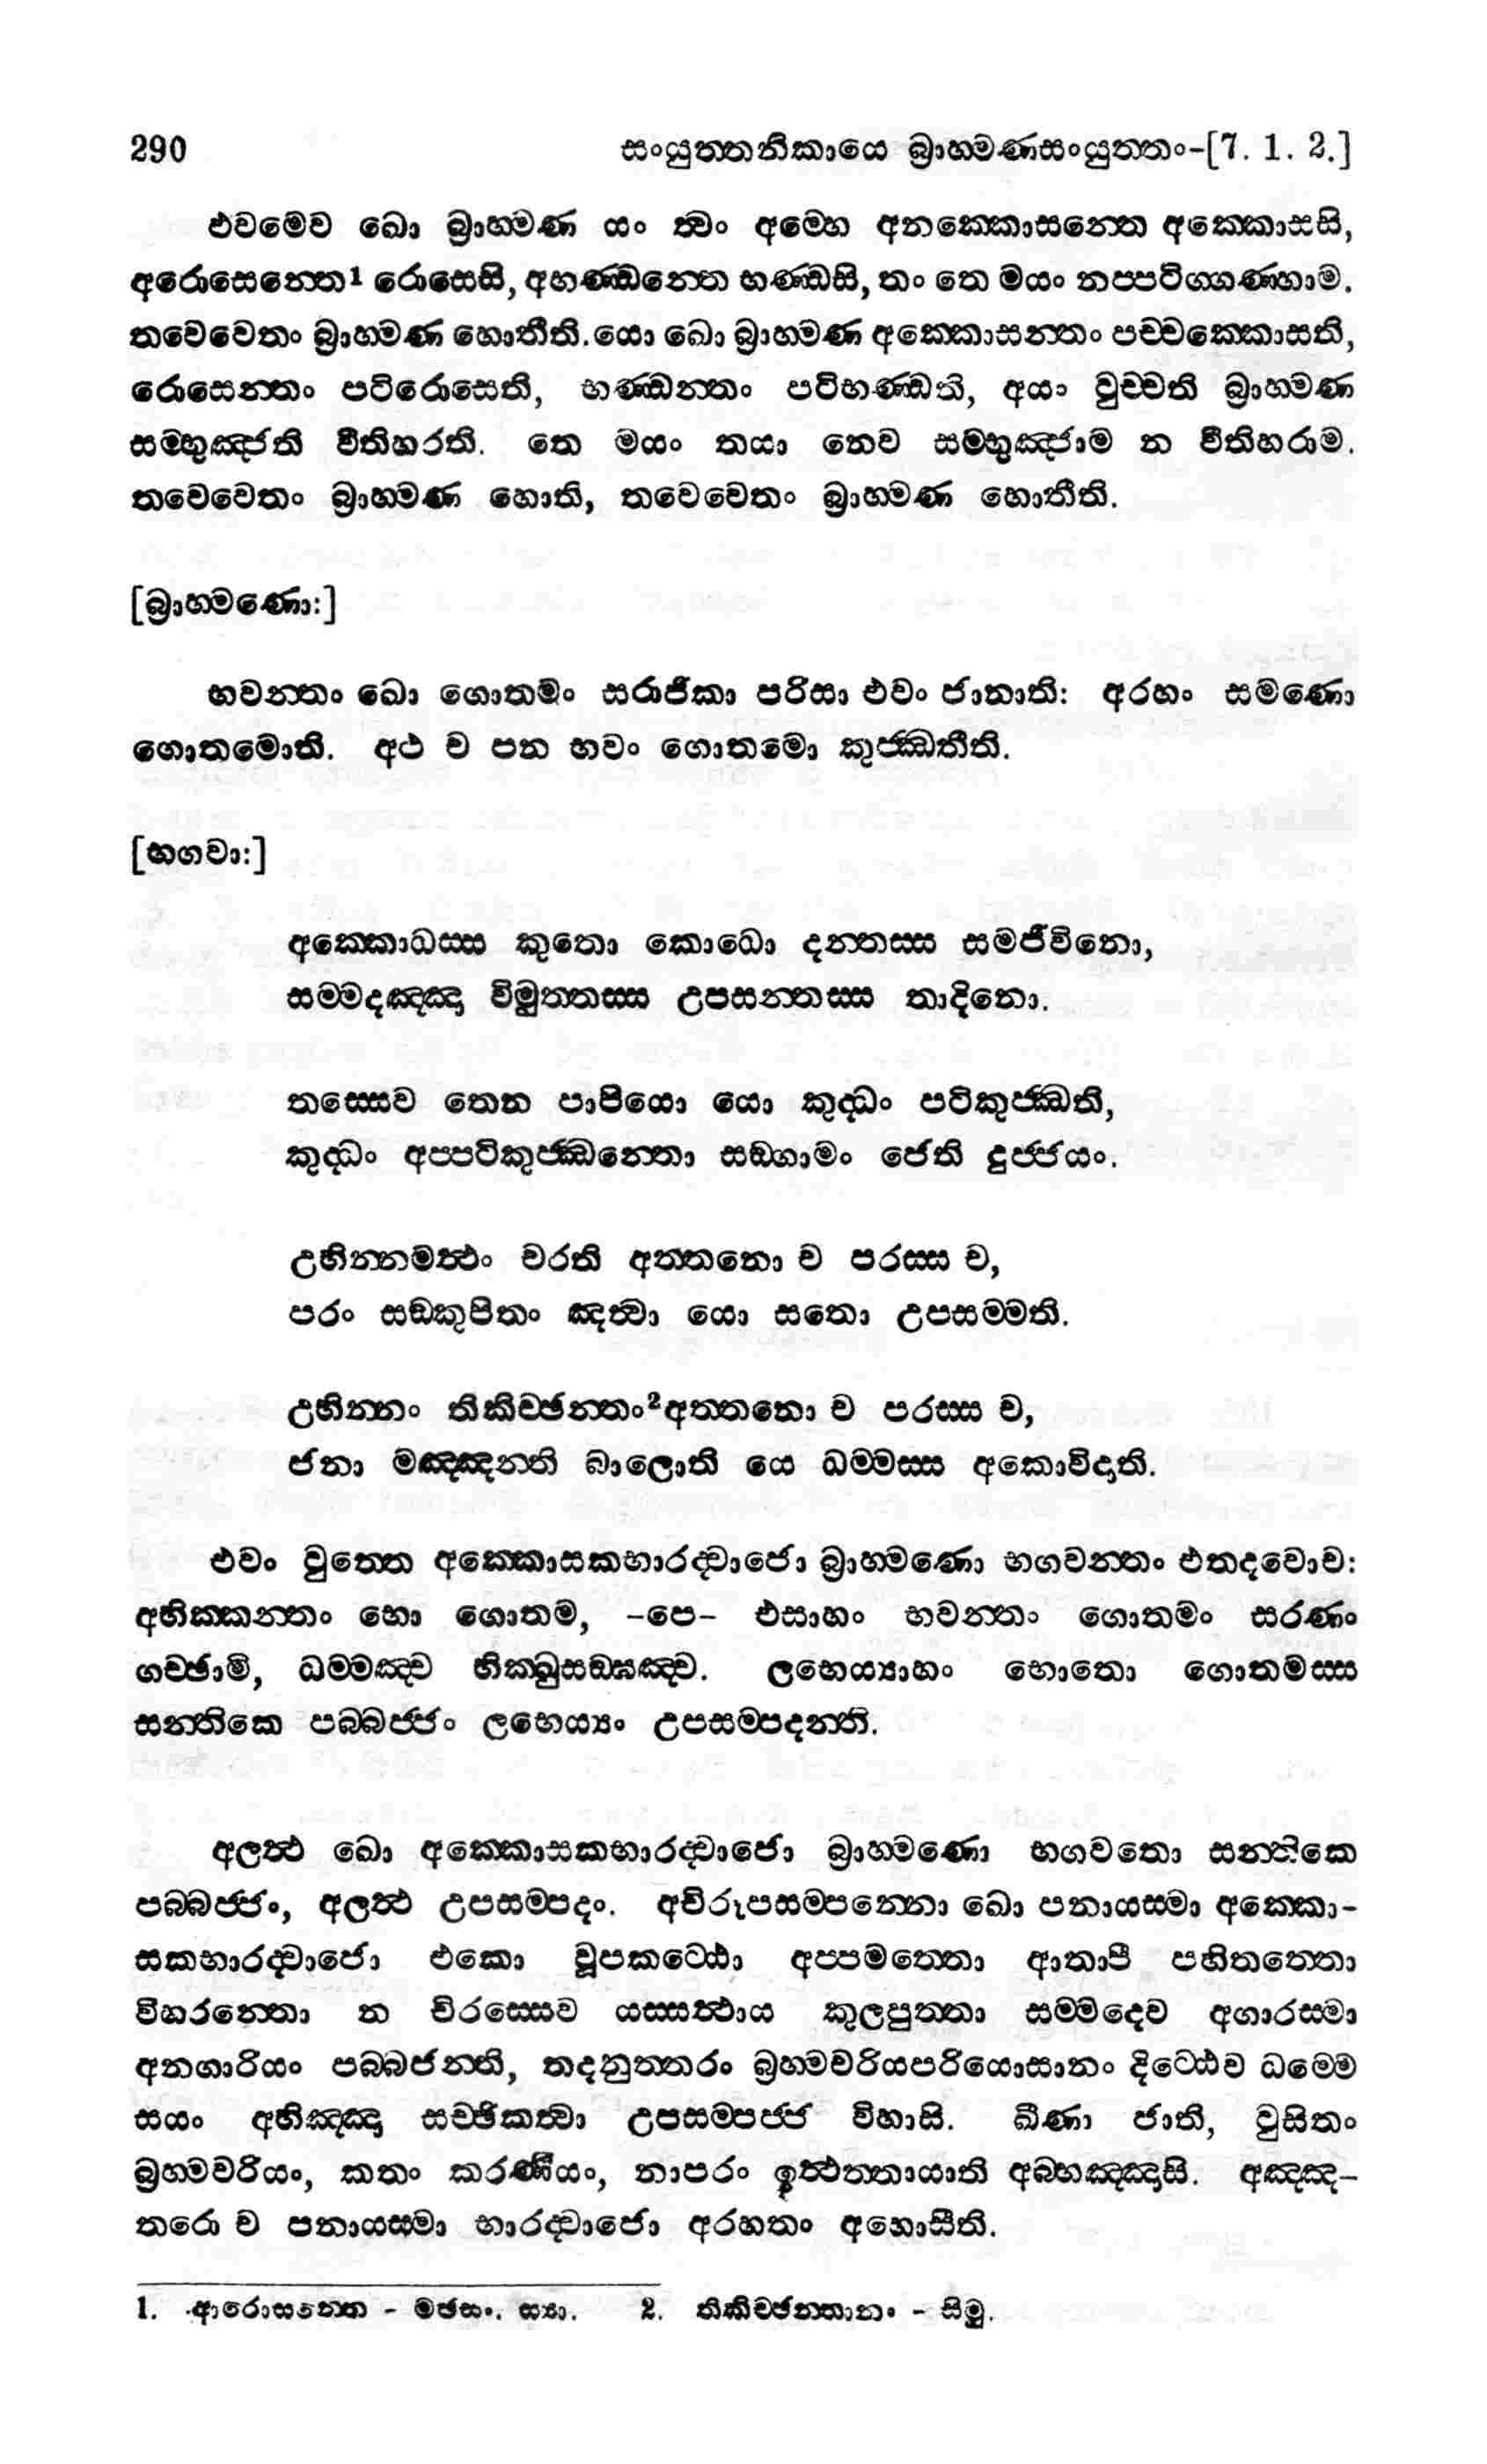 290 සංයුත්තනිකායෙ බ්‍රාහ්මණසංයුත්තං-[7. 1. 2.]
එවමෙව ඛො බ්‍රාහ්මණ යං ත්වං අම්හෙ අනක්කොසන්තෙ අක්කොසසි,
අරොසෙන්තෙ1 රොසෙසි, අභණ්ඩන්තෙ භණ්ඩසි, තං තෙ මයං නප්පටිග්ගණ්හාම.
තවෙවෙතං බ්‍රාහ්මණ හොතීති. යො ඛො බ්‍රාහ්මණ අක්කොසන්තං පච්චක්කොසති,
රොසෙන්තං පටිරොසෙති, භණ්ඩන්තං පටිභණ්ඩති, අයං වුච්චති බ්‍රාහ්මණ
සම්භුඤ්ජති වීතිහරති. තෙ මයං තයා නෙව සම්භුඤ්ජාම න වීතිහරාම.
තවෙවෙතං බ්‍රාහ්මණ හොති, තවෙවෙතං බ්‍රාහ්මණ හොතීති.
[බ්‍රාහ්මණො:]
භවන්තං ඛො ගොතමං සරාජිකා පරිසා එවං ජානාති: අරහං සමණො
ගොතමොති. අථ ච පන භවං ගොතමො කුජ්ඣතීති.
[භගවා:]
අක්කොධස්ස කුතො කොධො දන්තස්ස සමජීවිනො,
සම්මදඤ්ඤා විමුත්තස්ස උපසන්තස්ස තාදිනො.
තස්සෙව තෙන පාපියො යො කුද්ධං පටිකුජ්ඣති,
කුද්ධං අප්පටිකුජ්ඣන්තො සඞ්ගාමං ජෙති දුජ්ජයං.
උභින්නමත්ථං චරති අත්තනො ච පරස්ස ච,
පරං සඞ්කුපිතං ඤත්වා යො සතො උපසම්මති.
උභින්නං තිකිච්ඡන්තං2 අත්තනො ච පරස්ස ච,
ජනා මඤ්ඤන්ති බාලොති යෙ ධම්මස්ස අකොවිදාති.
එවං වුත්තෙ අක්කොසකභාරද්වාජො බ්‍රාහ්මණො භගවන්තං එතදවොච:
අභික්කන්තං භො ගොතම, -පෙ- එසාහං භවන්තං ගොතමං සරණං
ගච්ඡාමි, ධම්මඤ්ච භික්ඛුසඞ්ඝඤ්ච. ලභෙය්‍යාහං භොතො ගොතමස්ස
සන්තිකෙ පබ්බජ්ජං ලභෙය්‍යං උපසම්පදන්ති.
අලත්ථ ඛො අක්කොසකභාරද්වාජො බ්‍රාහ්මණො භගවතො සන්තිකෙ
පබ්බජ්ජං, අලත්ථ උපසම්පදං. අචිරූපසම්පන්නො ඛො පනායස්මා අක්කො-
සකභාරද්වාජො එකො වූපකට්ඨො අප්පමත්තො ආතාපී පහිතත්තො
විහරන්තො න චිරස්සෙව යස්සත්ථාය කුලපුත්තා සම්මදෙව අගාරස්මා
අනගාරියං පබ්බජන්ති, තදනුත්තරං බ්‍රහ්මචරියපරියොසානං දිට්ඨෙව ධම්මෙ
සයං අභිඤ්ඤා සච්ඡිකත්වා උපසම්පජ්ජ විහාසි. ඛීණා ජාති, වුසිතං
බ්‍රහ්මචරියං, කතං කරණීයං, නාපරං ඉත්ථත්තායාති අබ්භඤ්ඤාසි. අඤ්ඤ-
තරො ච පනායස්මා භාරද්වාජො අරහතං අහොසීති.
1. ආරොසන්තෙ - මඡසං. ස්‍යා. 2. තිකිච්ඡන්තානං - සිමු.